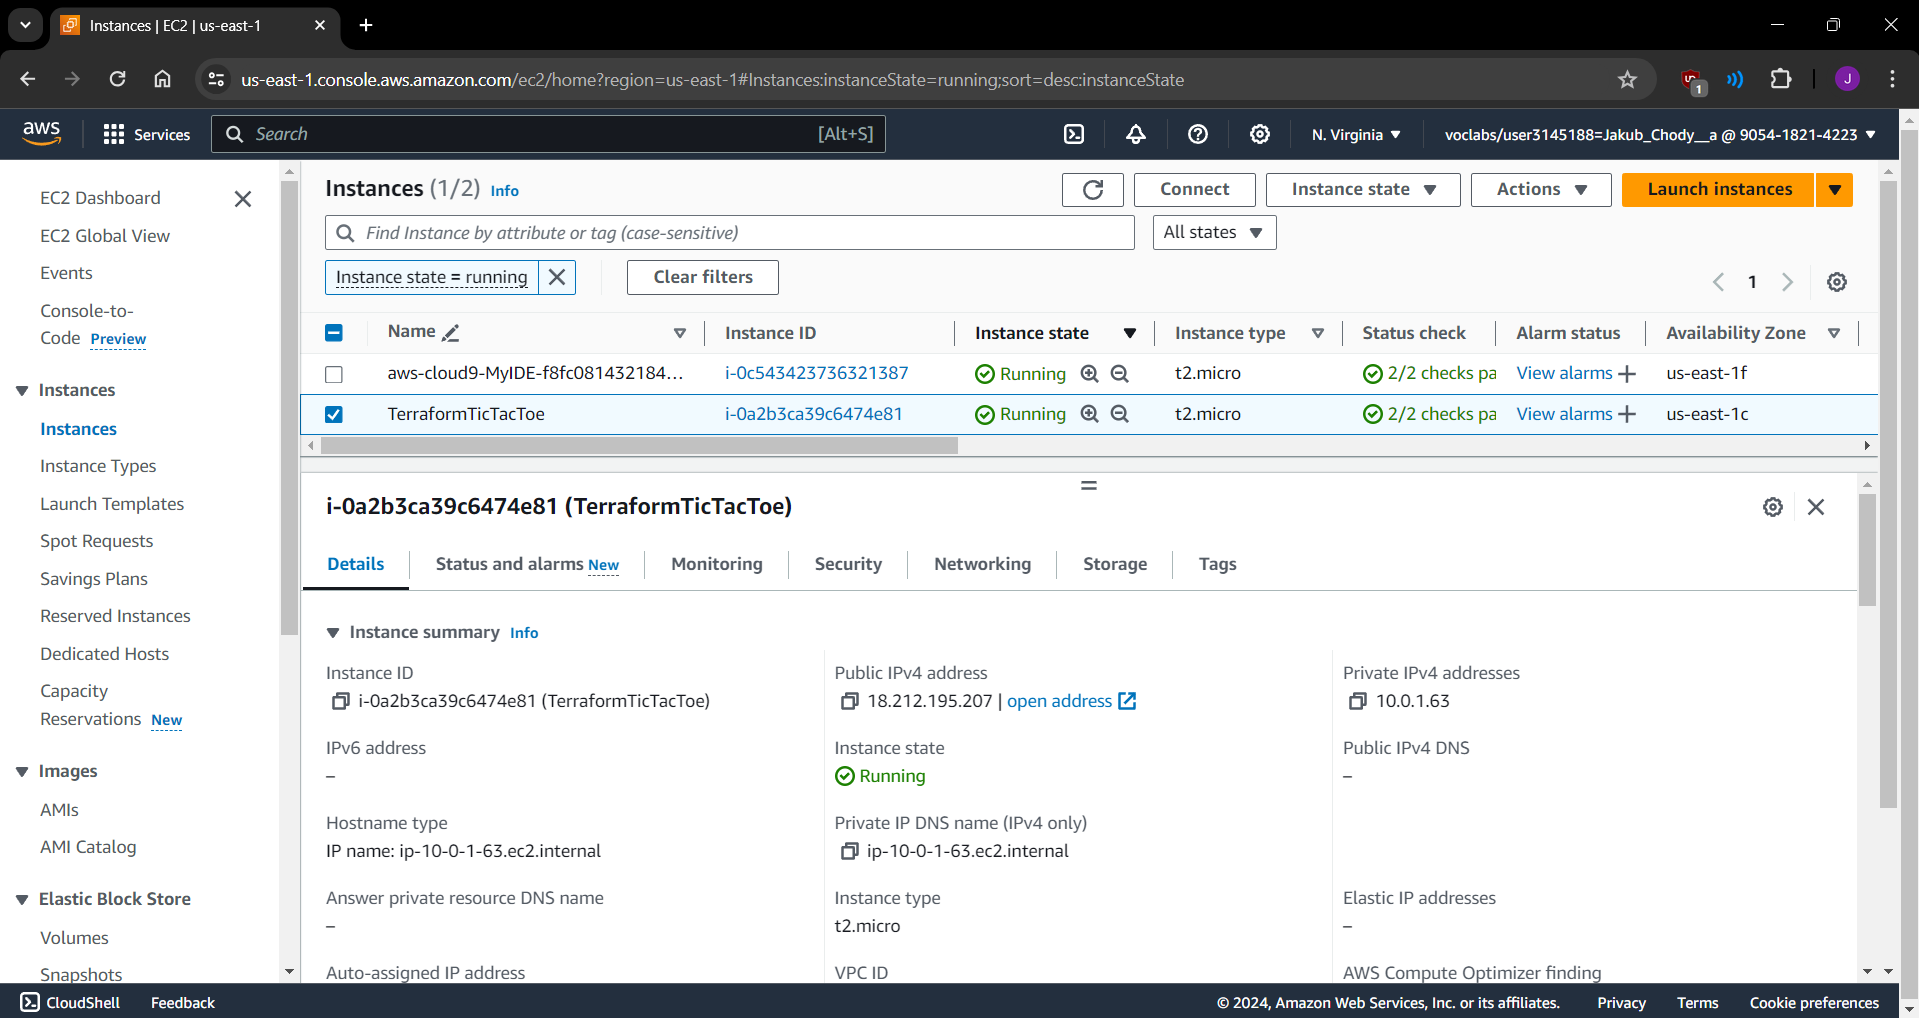 Instances | EC2 | us-east-1
us-east-1.console.aws.amazon.com/ec2/home?region=us-east-1#Instances:instanceState=running;sort=desc:instanceState
1
J
aws
Services
Search
[Alt+S]
N. Virginia
voclabs/user3145188=Jakub_Chody__a @ 9054-1821-4223
EC2 Dashboard
EC2 Global View
Events
Console-to-
Code Preview
Instances
Instances
Instance Types
Launch Templates
Spot Requests
Savings Plans
Reserved Instances
Dedicated Hosts
Capacity
Reservations New
Images
AMIs
AMI Catalog
Elastic Block Store
Volumes
Snapshots
Instances (1/2) Info
Connect
Instance state
Actions
Launch instances
Find Instance by attribute or tag (case-sensitive)
All states
Instance state = running
Clear filters
1
Name Instance ID Instance state Instance type Status check Alarm status Availability Zone
aws-cloud9-MyIDE-f8fc081432184... i-0c543423736321387 Running t2.micro 2/2 checks pa View alarms us-east-1f
TerraformTicTacToe i-0a2b3ca39c6474e81 Running t2.micro 2/2 checks pa View alarms us-east-1c
i-0a2b3ca39c6474e81 (TerraformTicTacToe)
Details Status and alarms New Monitoring Security Networking Storage Tags
Instance summary Info
Instance ID
i-0a2b3ca39c6474e81 (TerraformTicTacToe)
Public IPv4 address
18.212.195.207 | open address
Private IPv4 addresses
10.0.1.63
IPv6 address
–
Instance state
Running
Public IPv4 DNS
–
Hostname type
IP name: ip-10-0-1-63.ec2.internal
Private IP DNS name (IPv4 only)
ip-10-0-1-63.ec2.internal
Answer private resource DNS name
–
Instance type
t2.micro
Elastic IP addresses
–
Auto-assigned IP address
VPC ID
AWS Compute Optimizer finding
CloudShell
Feedback
© 2024, Amazon Web Services, Inc. or its affiliates.
Privacy
Terms
Cookie preferences